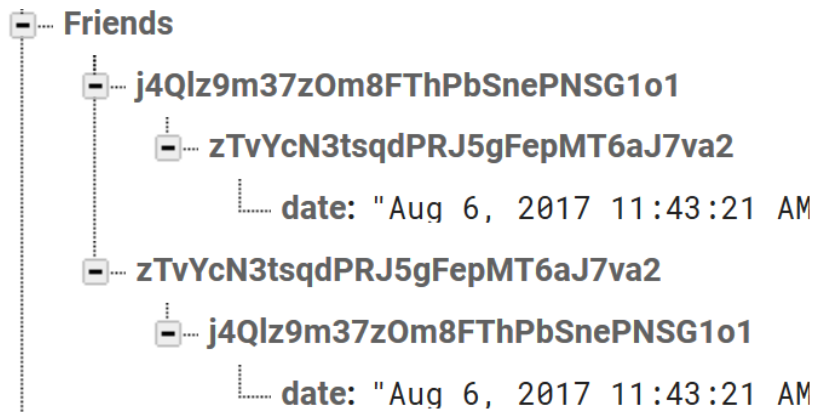 Friends
j4Qlz9m37zOm8FThPbSnePNSG1o1
zTvYcN3tsqdPRJ5gFepMT6aJ7va2
date: "Aug 6, 2017 11:43:21 AM
zTvYcN3tsqdPRJ5gFepMT6aJ7va2
j4Qlz9m37zOm8FThPbSnePNSG1o1
date: "Aug 6, 2017 11:43:21 AM